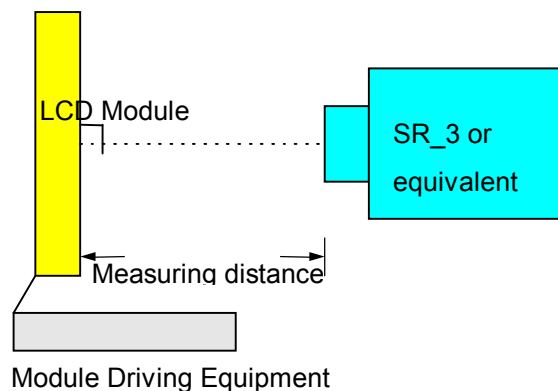 LCD Module
SR_3 or
equivalent
Measuring distance
Module Driving Equipment